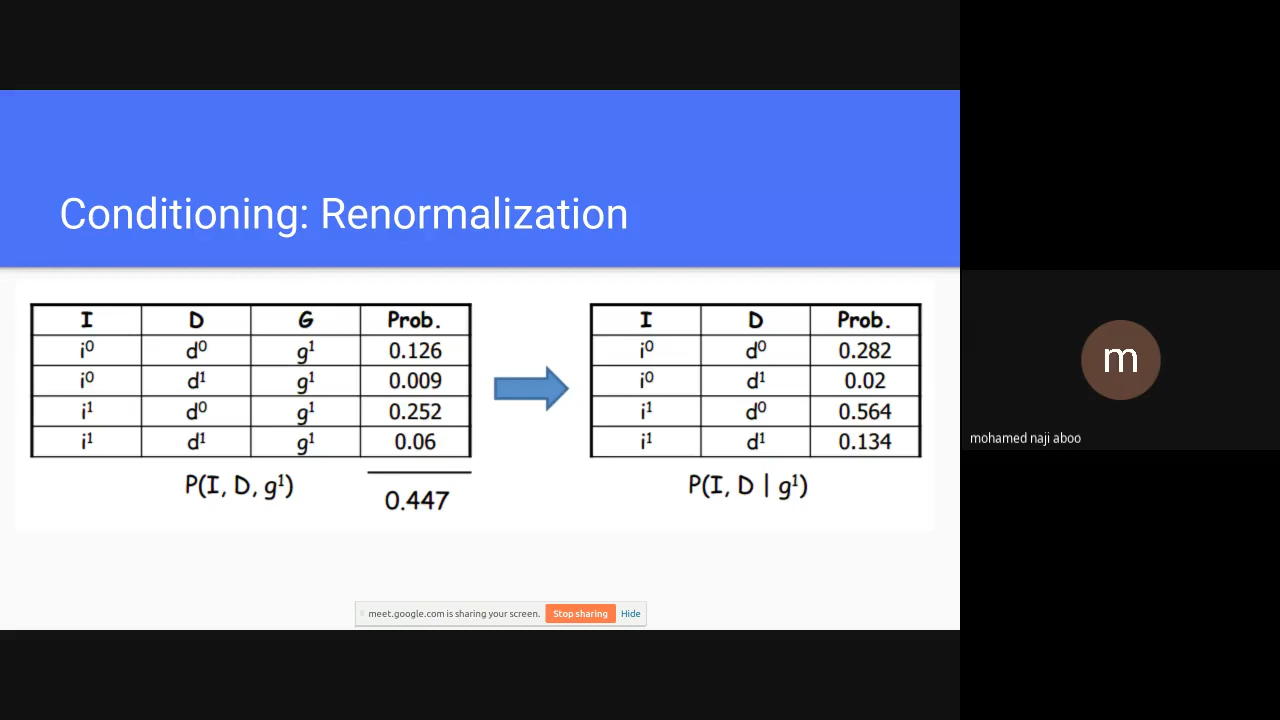 Conditioning: Renormalization
I D G Prob.
i⁰ d⁰ g¹ 0.126
i⁰ d¹ g¹ 0.009
i¹ d⁰ g¹ 0.252
i¹ d¹ g¹ 0.06
P(I, D, g¹)
0.447
I D Prob.
i⁰ d⁰ 0.282
i⁰ d¹ 0.02
i¹ d⁰ 0.564
i¹ d¹ 0.134
P(I, D | g¹)
meet.google.com is sharing your screen. Stop sharing Hide
m
mohamed naji aboo